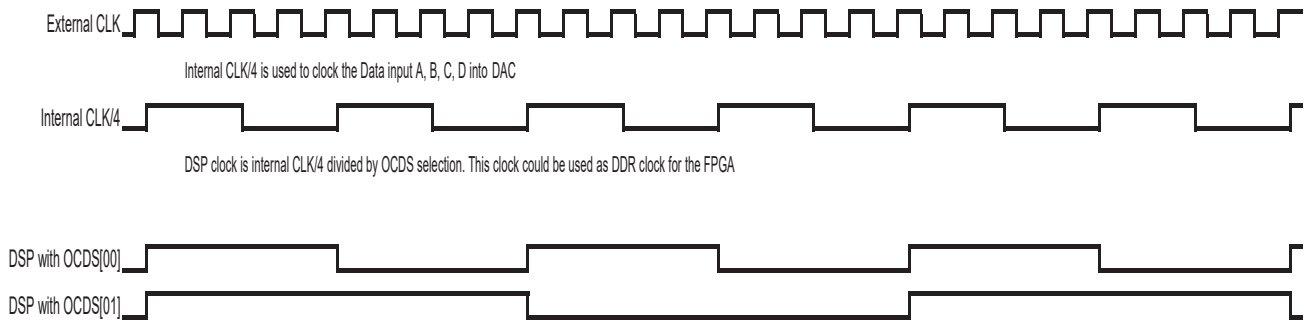 External CLK
Internal CLK/4 is used to clock the Data input A, B, C, D into DAC
Internal CLK/4
DSP clock is internal CLK/4 divided by OCDS selection. This clock could be used as DDR clock for the FPGA
DSP with OCDS[00]
DSP with OCDS[01]